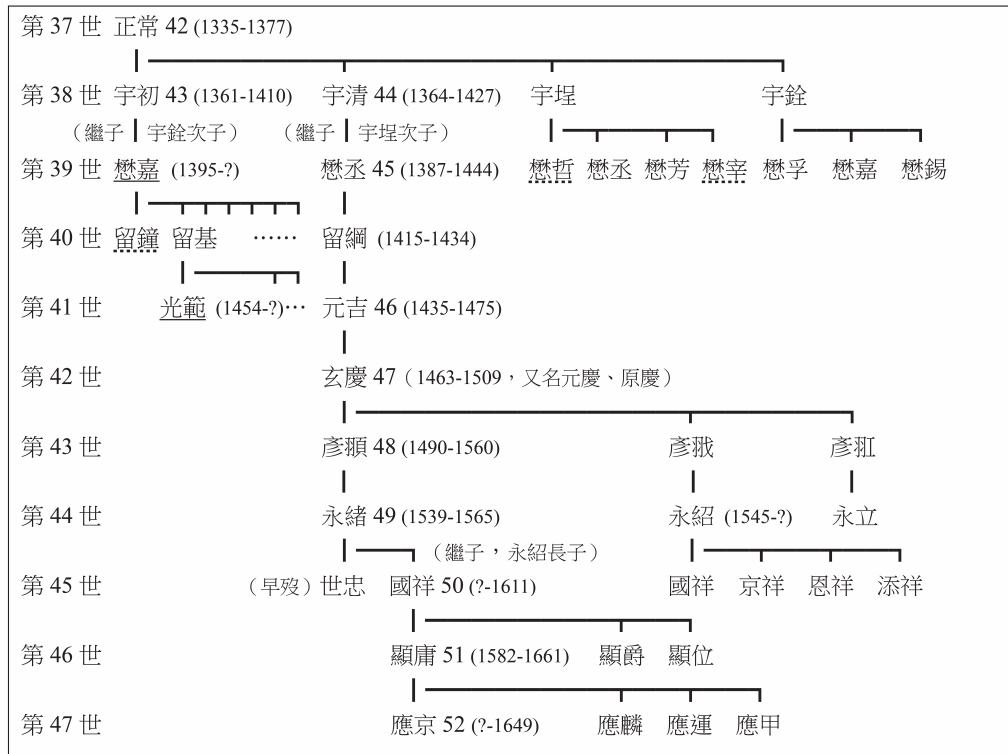 第 37 世 正常 42 (1335-1377)
第 38 世 宇初 43 (1361-1410) 宇清 44 (1364-1427) 宇珵 宇銓
（繼子 宇銓次子） （繼子 宇珵次子）
第 39 世 懋嘉 (1395-?) 懋丞 45 (1387-1444) 懋哲 懋丞 懋芳 懋宰 懋孚 懋嘉 懋錫
第 40 世 留鐘 留基 …… 留綱 (1415-1434)
第 41 世 光範 (1454-?)… 元吉 46 (1435-1475)
第 42 世 玄慶 47（1463-1509，又名元慶、原慶）
第 43 世 彥頨 48 (1490-1560) 彥 彥
第 44 世 永緒 49 (1539-1565) 永紹 (1545-?) 永立
（繼子，永紹長子）
第 45 世 （早歿）世忠 國祥 50 (?-1611) 國祥 京祥 恩祥 添祥
第 46 世 顯庸 51 (1582-1661) 顯爵 顯位
第 47 世 應京 52 (?-1649) 應麟 應運 應甲